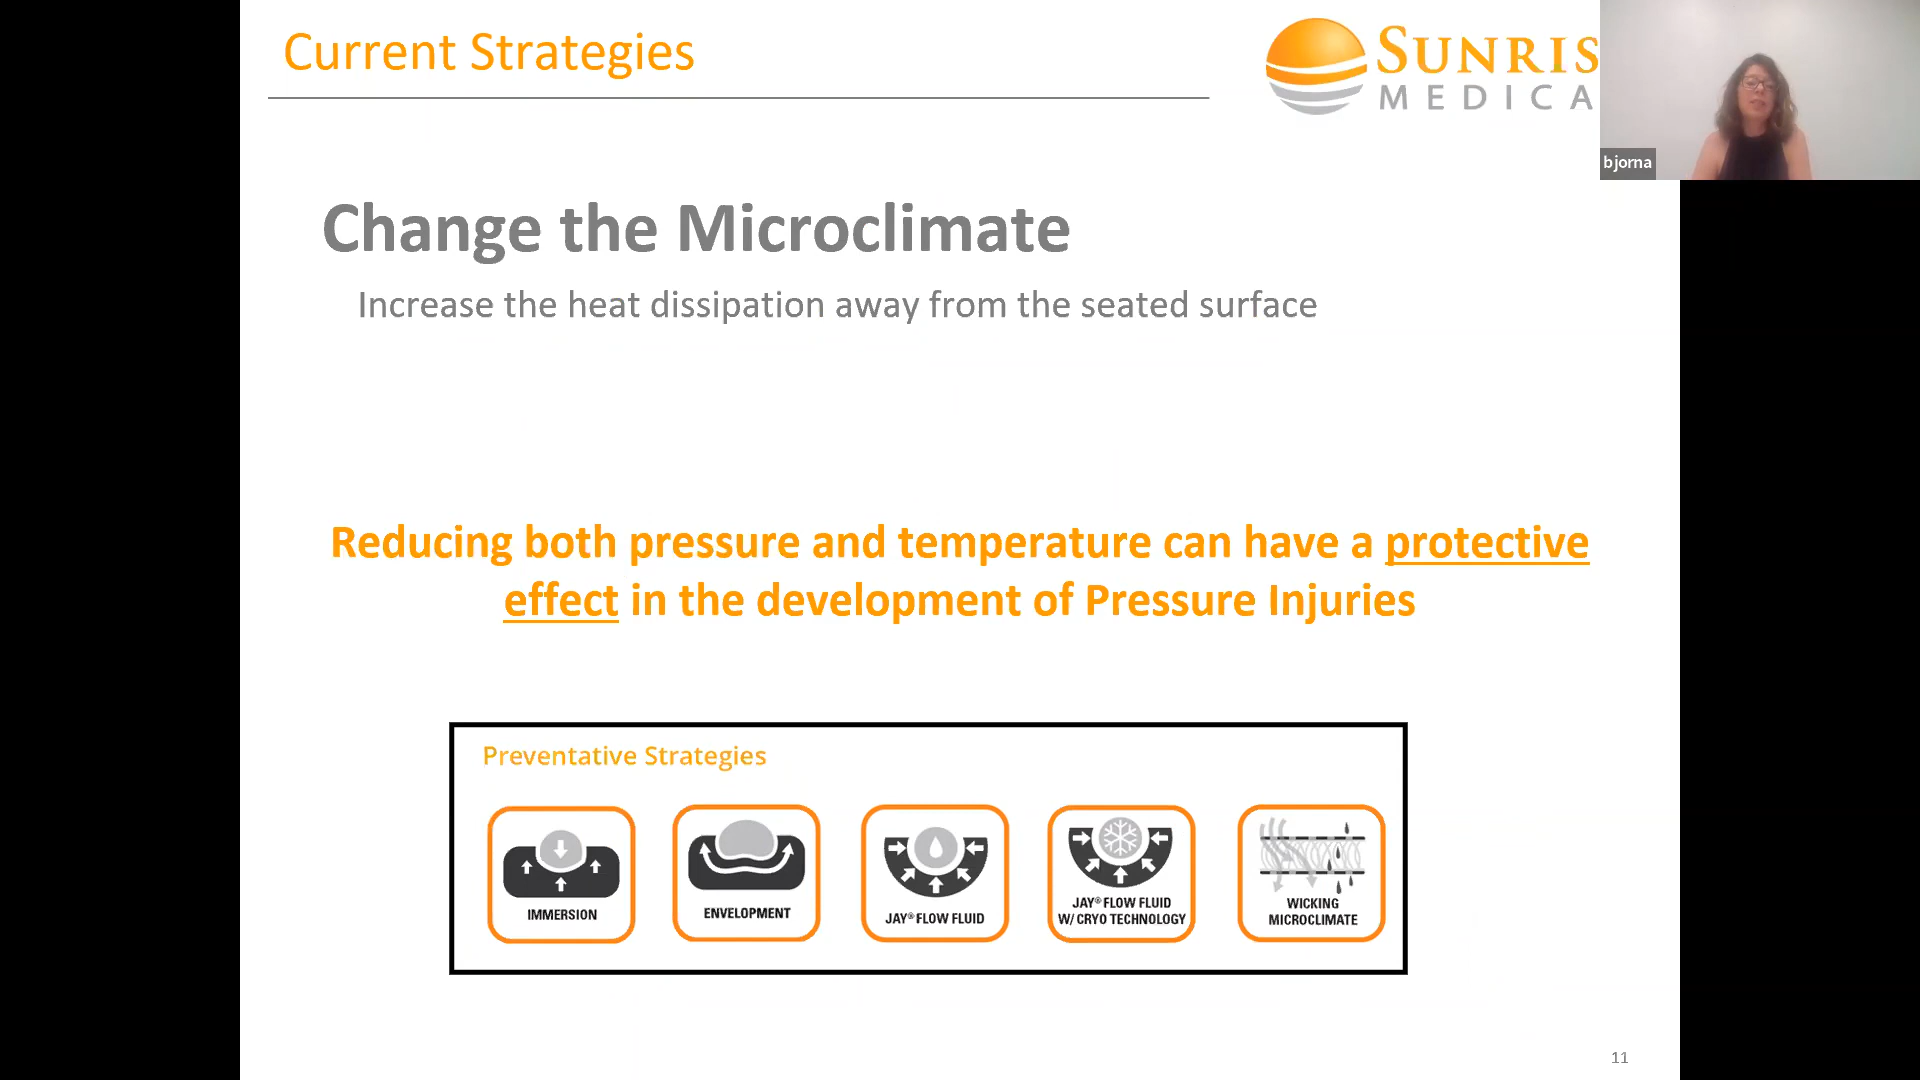 Current Strategies
SUNRIS
MEDICA
bjorna
Change the Microclimate
Increase the heat dissipation away from the seated surface
Reducing both pressure and temperature can have a protective
effect in the development of Pressure Injuries
Preventative Strategies
IMMERSION
ENVELOPMENT
JAY® FLOW FLUID
JAY® FLOW FLUID
W/ CRYO TECHNOLOGY
WICKING
MICROCLIMATE
11